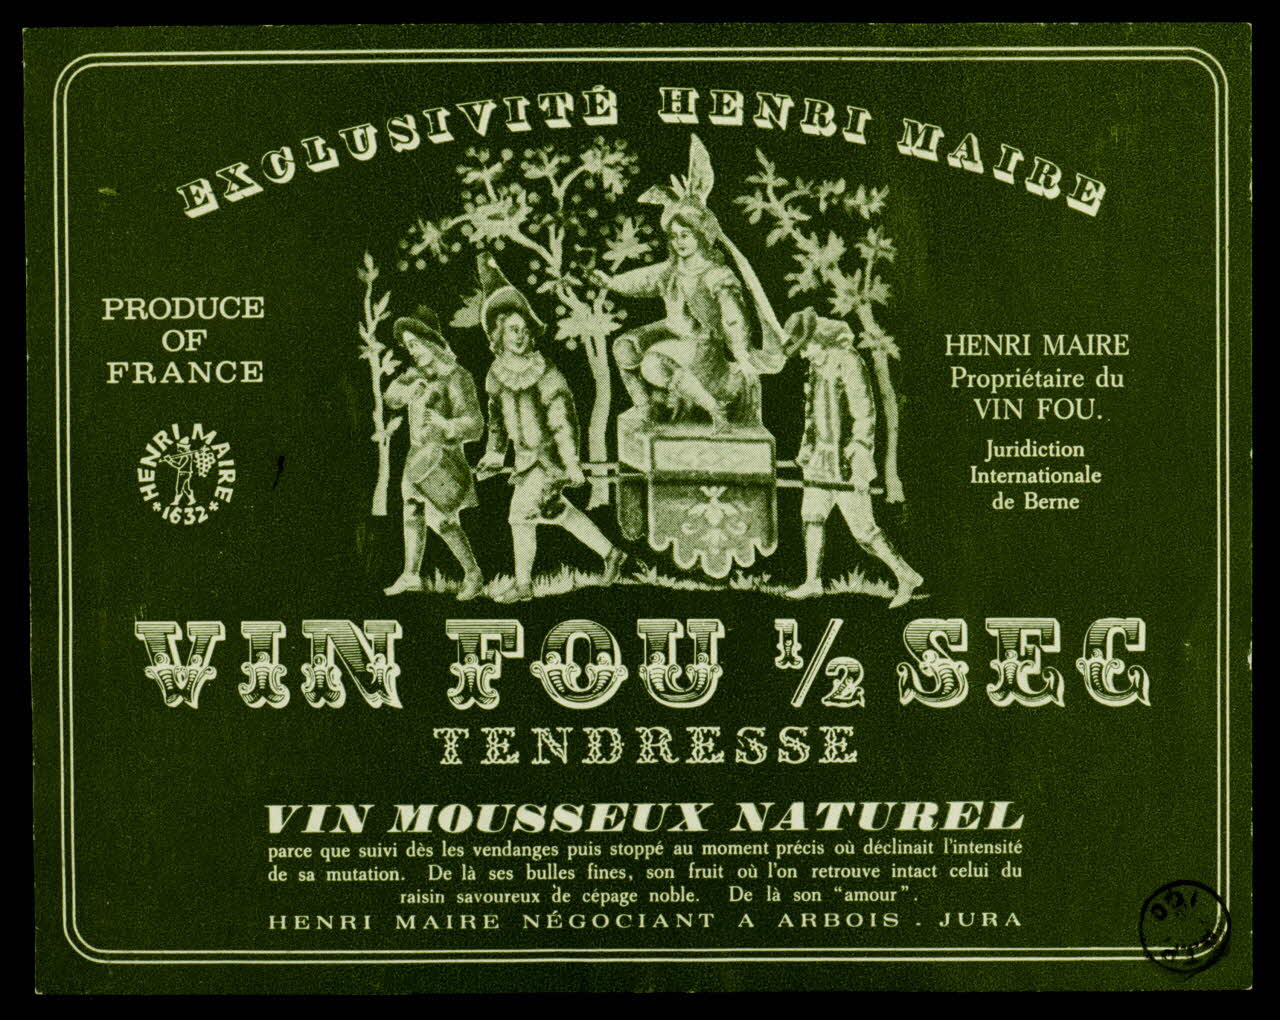 EXCLUSIVITÉ HENRI MAIRE
PRODUCE
OF
FRANCE
HENRI MAIRE
*1632*
HENRI MAIRE
Propriétaire du
VIN FOU.
Juridiction
Internationale
de Berne
VIN FOU 1/2 SEC
TENDRESSE
VIN MOUSSEUX NATUREL
parce que suivi dès les vendanges puis stoppé au moment précis où déclinait l'intensité
de sa mutation. De là ses bulles fines, son fruit où l'on retrouve intact celui du
raisin savoureux de cépage noble. De là son "amour".
HENRI MAIRE NÉGOCIANT A ARBOIS . JURA